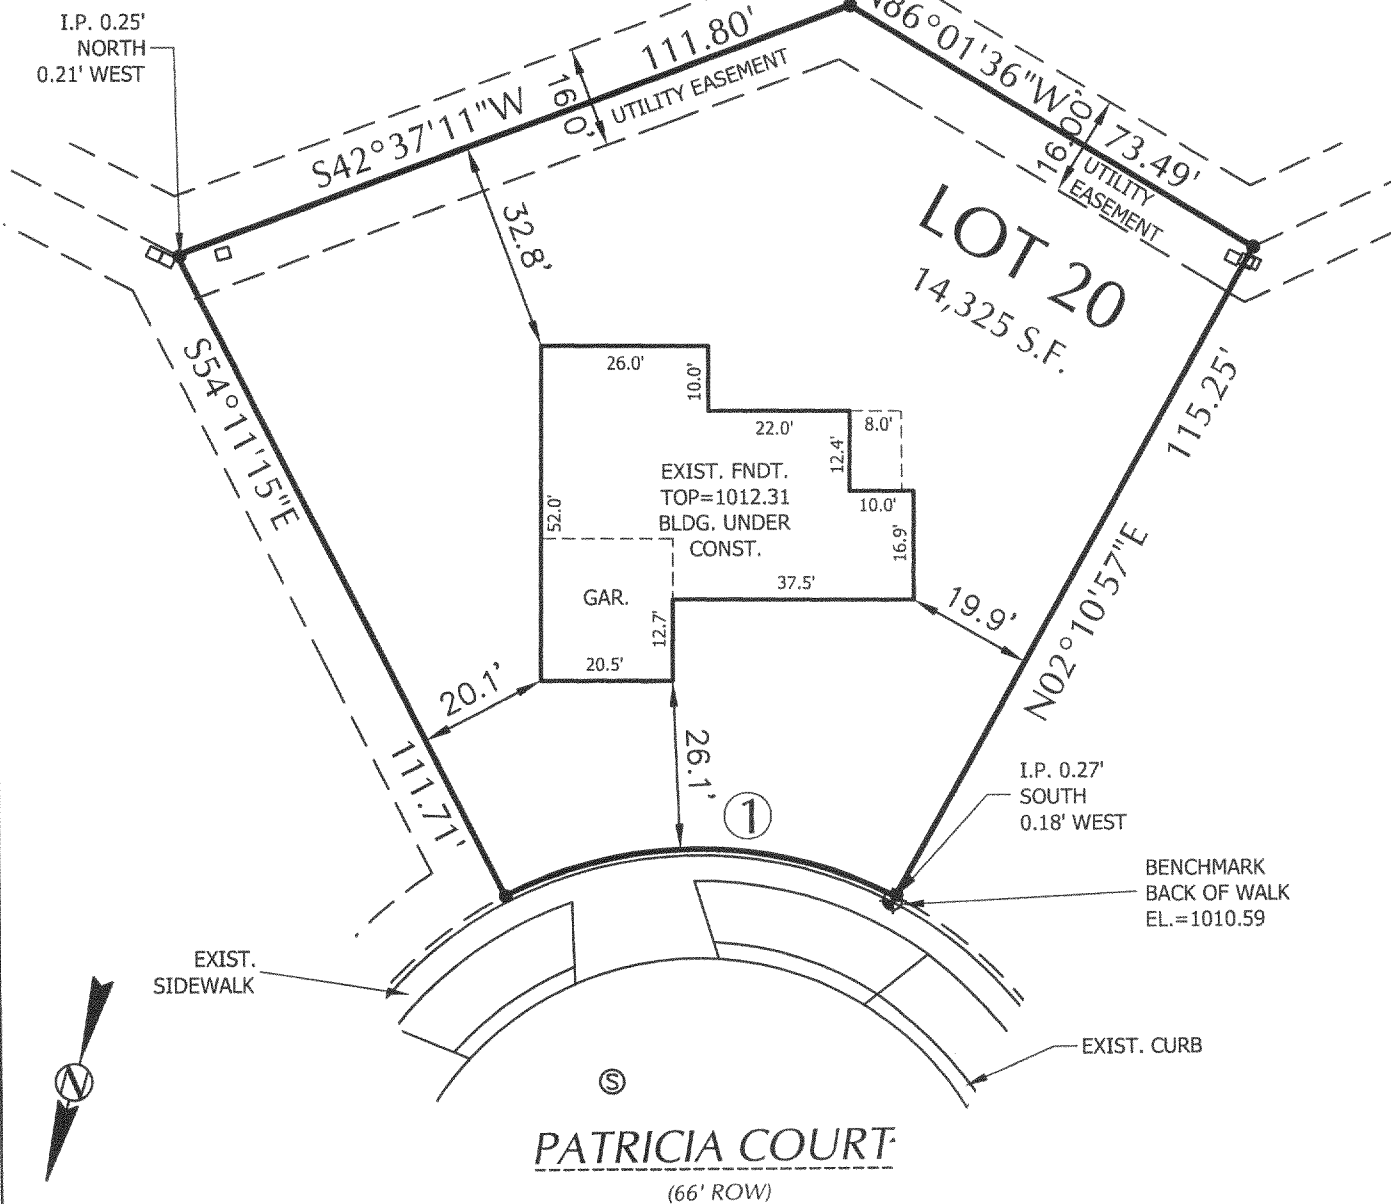 I.P. 0.25'
NORTH
0.21' WEST
S42°37'11"W
111.80'
16.0'
UTILITY EASEMENT
N86°01'36"W
73.49'
16.00'
UTILITY
EASEMENT
LOT 20
14,325 S.F.
32.8'
S54°11'15"E
111.71'
115.25'
N02°10'57"E
26.0'
10.0'
22.0'
8.0'
12.4'
10.0'
16.9'
52.0'
EXIST. FNDT.
TOP=1012.31
BLDG. UNDER
CONST.
37.5'
GAR.
12.7'
20.5'
19.9'
20.1'
26.1'
1
I.P. 0.27'
SOUTH
0.18' WEST
BENCHMARK
BACK OF WALK
EL.=1010.59
EXIST.
SIDEWALK
EXIST. CURB
N
S
PATRICIA COURT
(66' ROW)